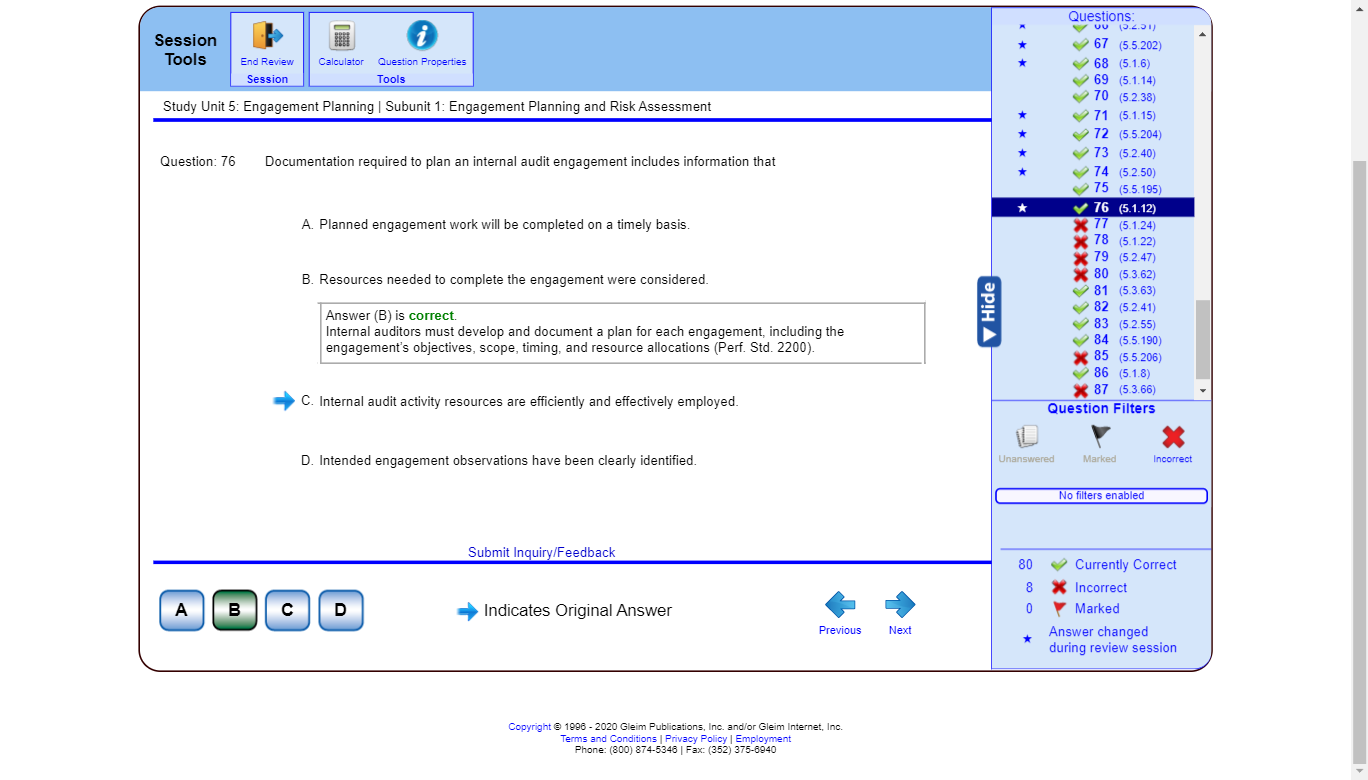 Session
Tools
End Review
Session
Calculator
Question Properties
Tools
Study Unit 5: Engagement Planning | Subunit 1: Engagement Planning and Risk Assessment
Question: 76 Documentation required to plan an internal audit engagement includes information that
A. Planned engagement work will be completed on a timely basis.
B. Resources needed to complete the engagement were considered.
Answer (B) is correct.
Internal auditors must develop and document a plan for each engagement, including the
engagement's objectives, scope, timing, and resource allocations (Perf. Std. 2200).
C. Internal audit activity resources are efficiently and effectively employed.
D. Intended engagement observations have been clearly identified.
Submit Inquiry/Feedback
A B C D
Indicates Original Answer
Previous
Next
Hide
Questions:
66 (5.2.51)
67 (5.5.202)
68 (5.1.6)
69 (5.1.14)
70 (5.2.38)
71 (5.1.15)
72 (5.5.204)
73 (5.2.40)
74 (5.2.50)
75 (5.5.195)
76 (5.1.12)
77 (5.1.24)
78 (5.1.22)
79 (5.2.47)
80 (5.3.62)
81 (5.3.63)
82 (5.2.41)
83 (5.2.55)
84 (5.5.190)
85 (5.5.206)
86 (5.1.8)
87 (5.3.66)
Question Filters
Unanswered
Marked
Incorrect
No filters enabled
80 Currently Correct
8 Incorrect
0 Marked
Answer changed
during review session
Copyright © 1996 - 2020 Gleim Publications, Inc. and/or Gleim Internet, Inc.
Terms and Conditions | Privacy Policy | Employment
Phone: (800) 874-5346 | Fax: (352) 375-6940